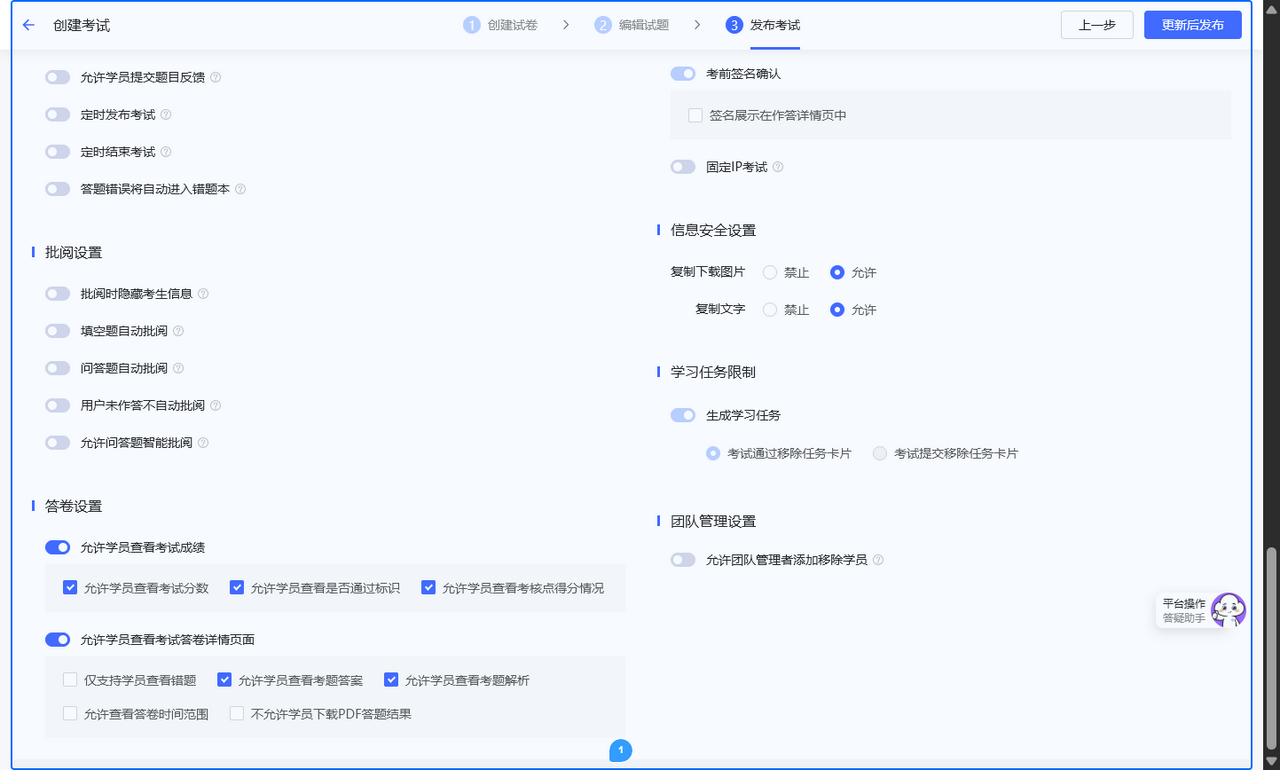 创建考试
1 创建试卷
2 编辑试题
3 发布考试
上一步
更新后发布
允许学员提交题目反馈
定时发布考试
定时结束考试
答题错误将自动进入错题本
批阅设置
批阅时隐藏考生信息
填空题自动批阅
问答题自动批阅
用户未作答不自动批阅
允许问答题智能批阅
答卷设置
允许学员查看考试成绩
允许学员查看考试分数 允许学员查看是否通过标识 允许学员查看考核点得分情况
允许学员查看考试答卷详情页面
仅支持学员查看错题 允许学员查看考题答案 允许学员查看考题解析
允许查看答卷时间范围 不允许学员下载PDF答题结果
考前签名确认
签名展示在作答详情页中
固定IP考试
信息安全设置
复制下载图片 禁止 允许
复制文字 禁止 允许
学习任务限制
生成学习任务
考试通过移除任务卡片 考试提交移除任务卡片
团队管理设置
允许团队管理者添加移除学员
平台操作
答疑助手
1